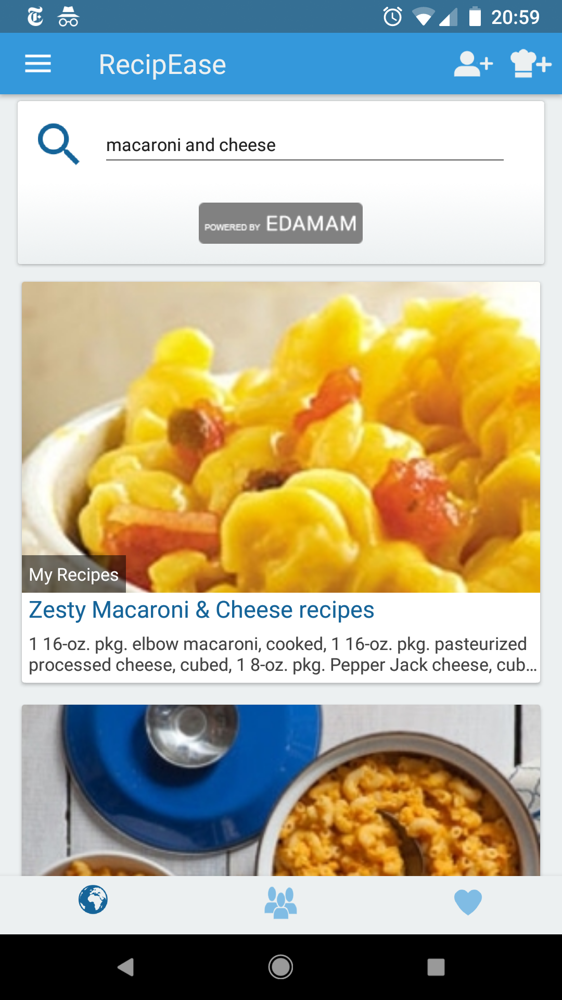 20:59
RecipEase
macaroni and cheese
POWERED BY EDAMAM
My Recipes
Zesty Macaroni & Cheese recipes
1 16-oz. pkg. elbow macaroni, cooked, 1 16-oz. pkg. pasteurized
processed cheese, cubed, 1 8-oz. pkg. Pepper Jack cheese, cub...